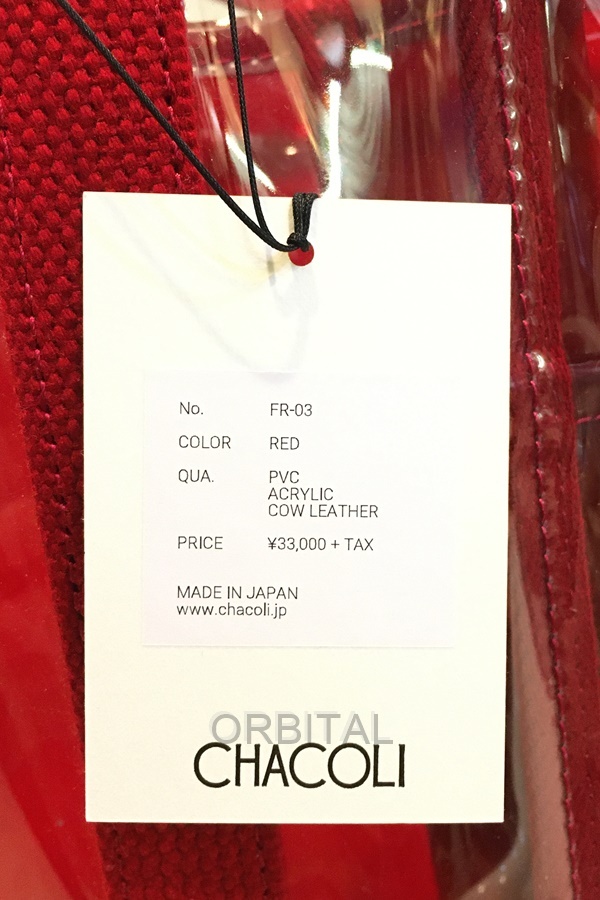 No. FR-03
COLOR RED
QUA. PVC
ACRYLIC
COW LEATHER
PRICE ¥33,000 + TAX
MADE IN JAPAN
www.chacoli.jp
ORBITAL
CHACOLI